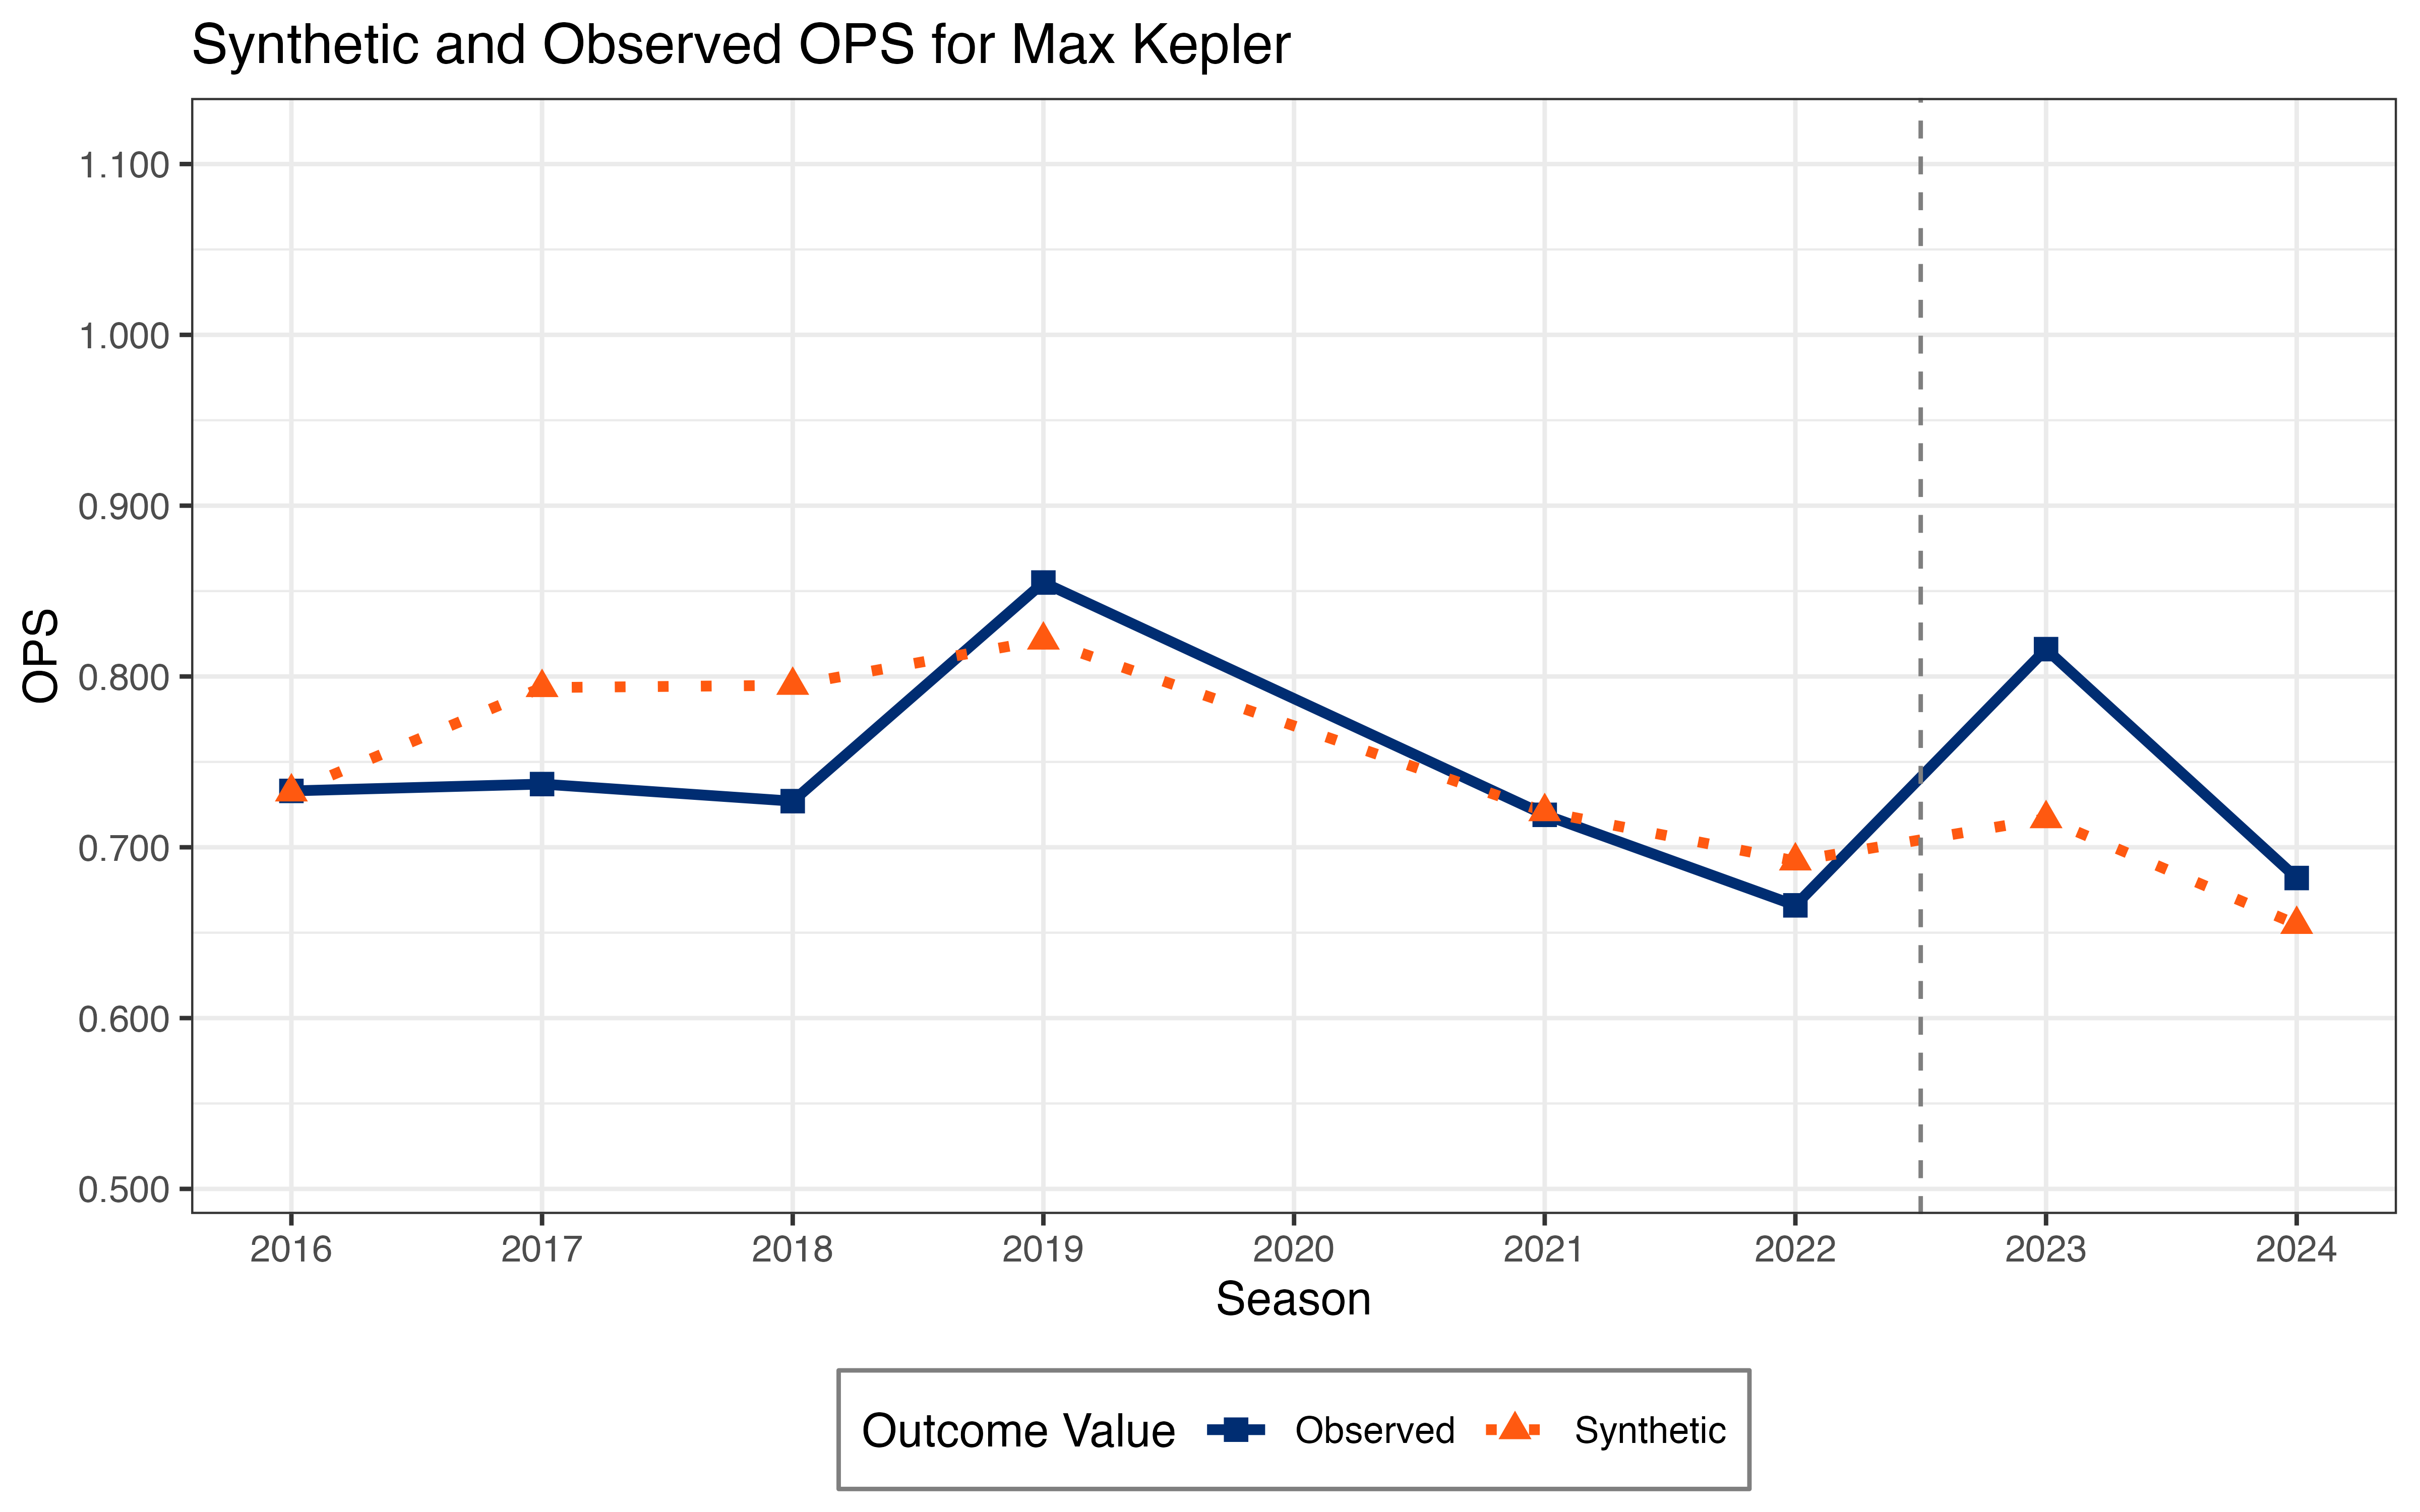 Synthetic and Observed OPS for Max Kepler
1.100
1.000
0.900
0.800
0.700
0.600
0.500
OPS
2016 2017 2018 2019 2020 2021 2022 2023 2024
Season
Outcome Value Observed Synthetic